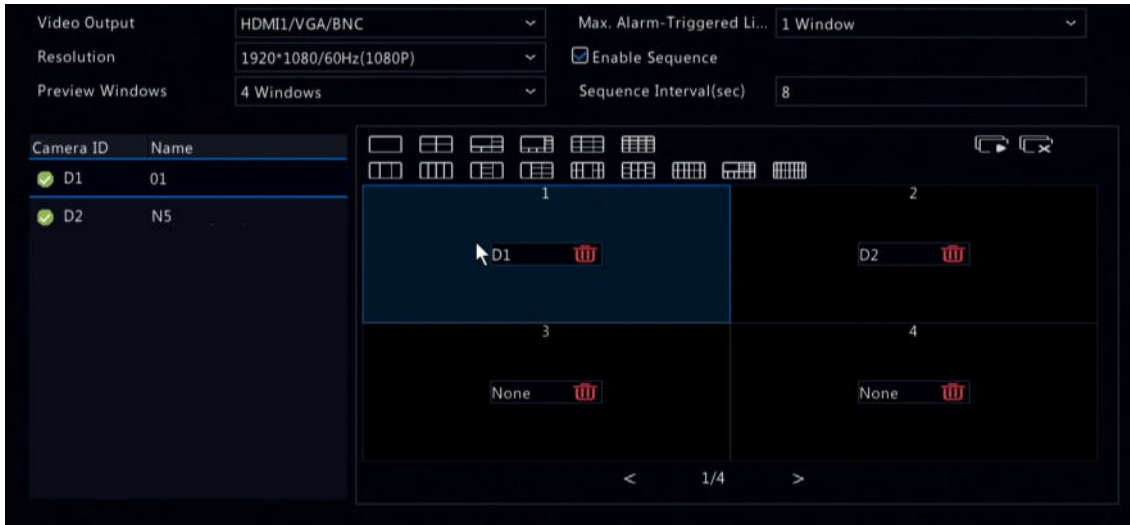 Video Output HDMI1/VGA/BNC Max. Alarm-Triggered Li... 1 Window
Resolution 1920*1080/60Hz(1080P) Enable Sequence
Preview Windows 4 Windows Sequence Interval(sec) 8
Camera ID Name
D1 01
D2 N5
1 2
D1 D2
3 4
None None
< 1/4 >